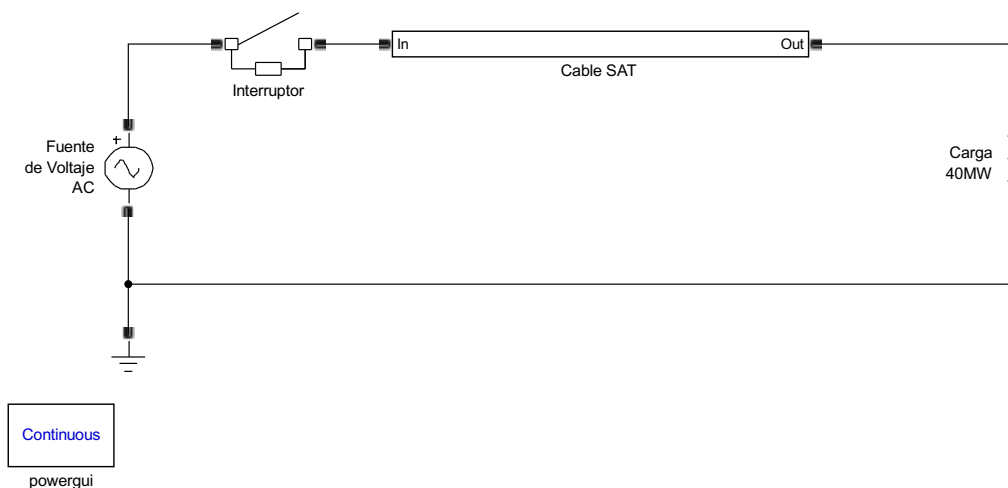 In
Out
Cable SAT
Interruptor
+
Fuente
de Voltaje
AC
Carga
40MW
Continuous
powergui